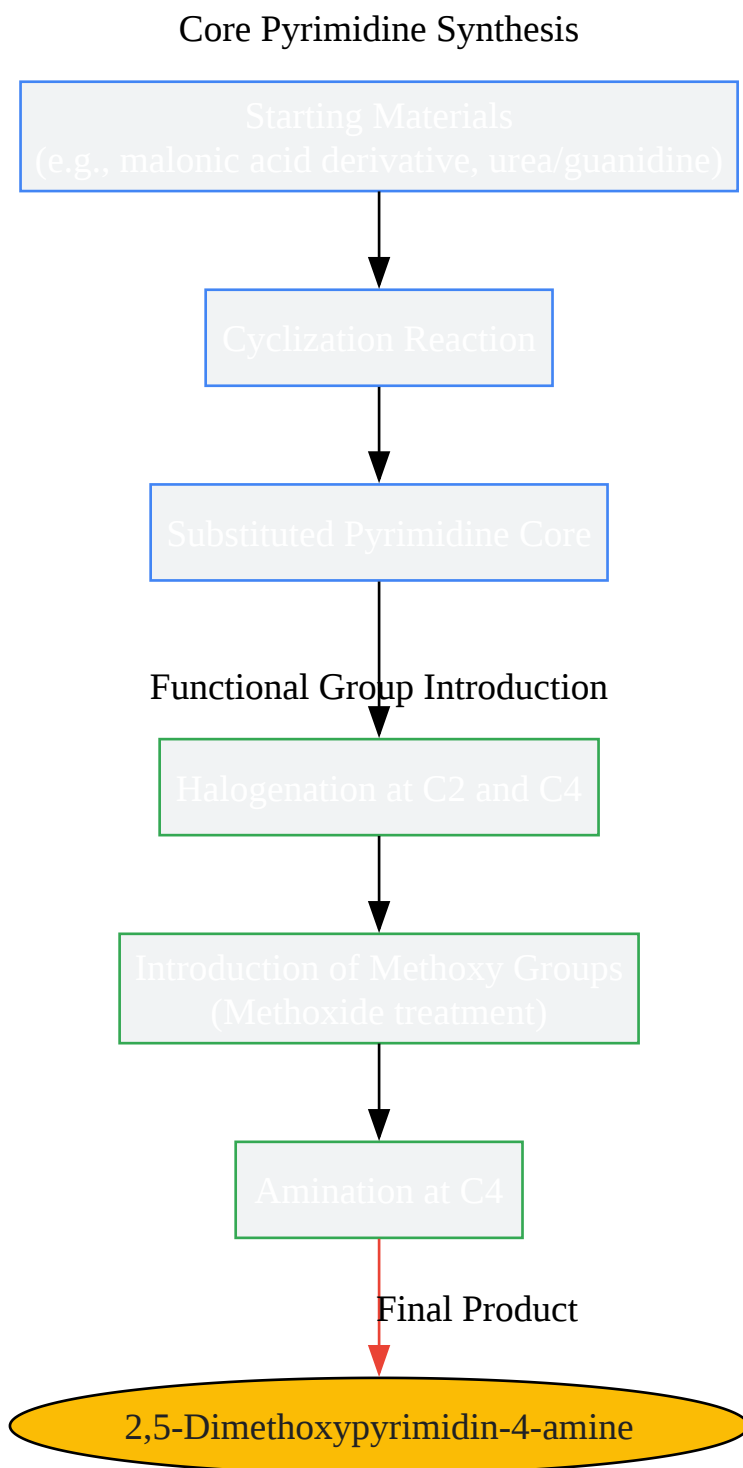 Core Pyrimidine Synthesis
Starting Materials
(e.g., malonic acid derivative, urea/guanidine)
Cyclization Reaction
Substituted Pyrimidine Core
Functional Group Introduction
Halogenation at C2 and C4
Introduction of Methoxy Groups
(Methoxide treatment)
Amination at C4
Final Product
2,5-Dimethoxypyrimidin-4-amine